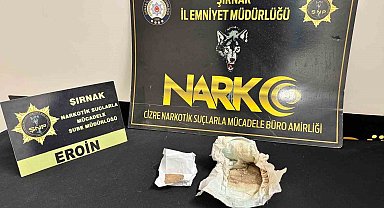 ŞIRNAK
İL EMNİYET MÜDÜRLÜĞÜ
NARKO
CİZRE NARKOTİK SUÇLARLA MÜCADELE BÜRO AMİRLİĞİ
ŞIRNAK
NARKOTİK SUÇLARLA
MÜCADELE
ŞUBE MÜDÜRLÜĞÜ
EROİN